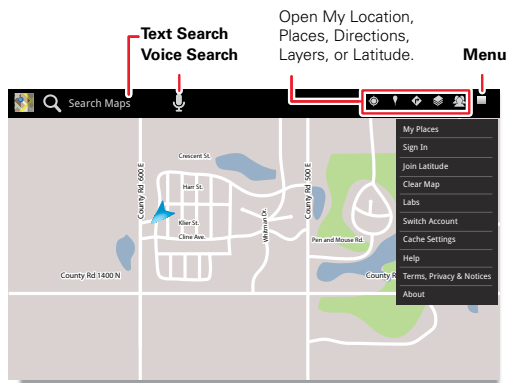 Open My Location,
Places, Directions,
Layers, or Latitude.
Text Search
Voice Search
Menu
Search Maps
My Places
Sign In
Join Latitude
Clear Map
Labs
Switch Account
Cache Settings
Help
Terms, Privacy & Notices
About
Crescent St.
County Rd 600 E
County Rd 500 E
Harr St.
Klier St.
Cline Ave.
Whitman Dr.
Pen and Mouse Rd.
County Rd 1400 N
County R